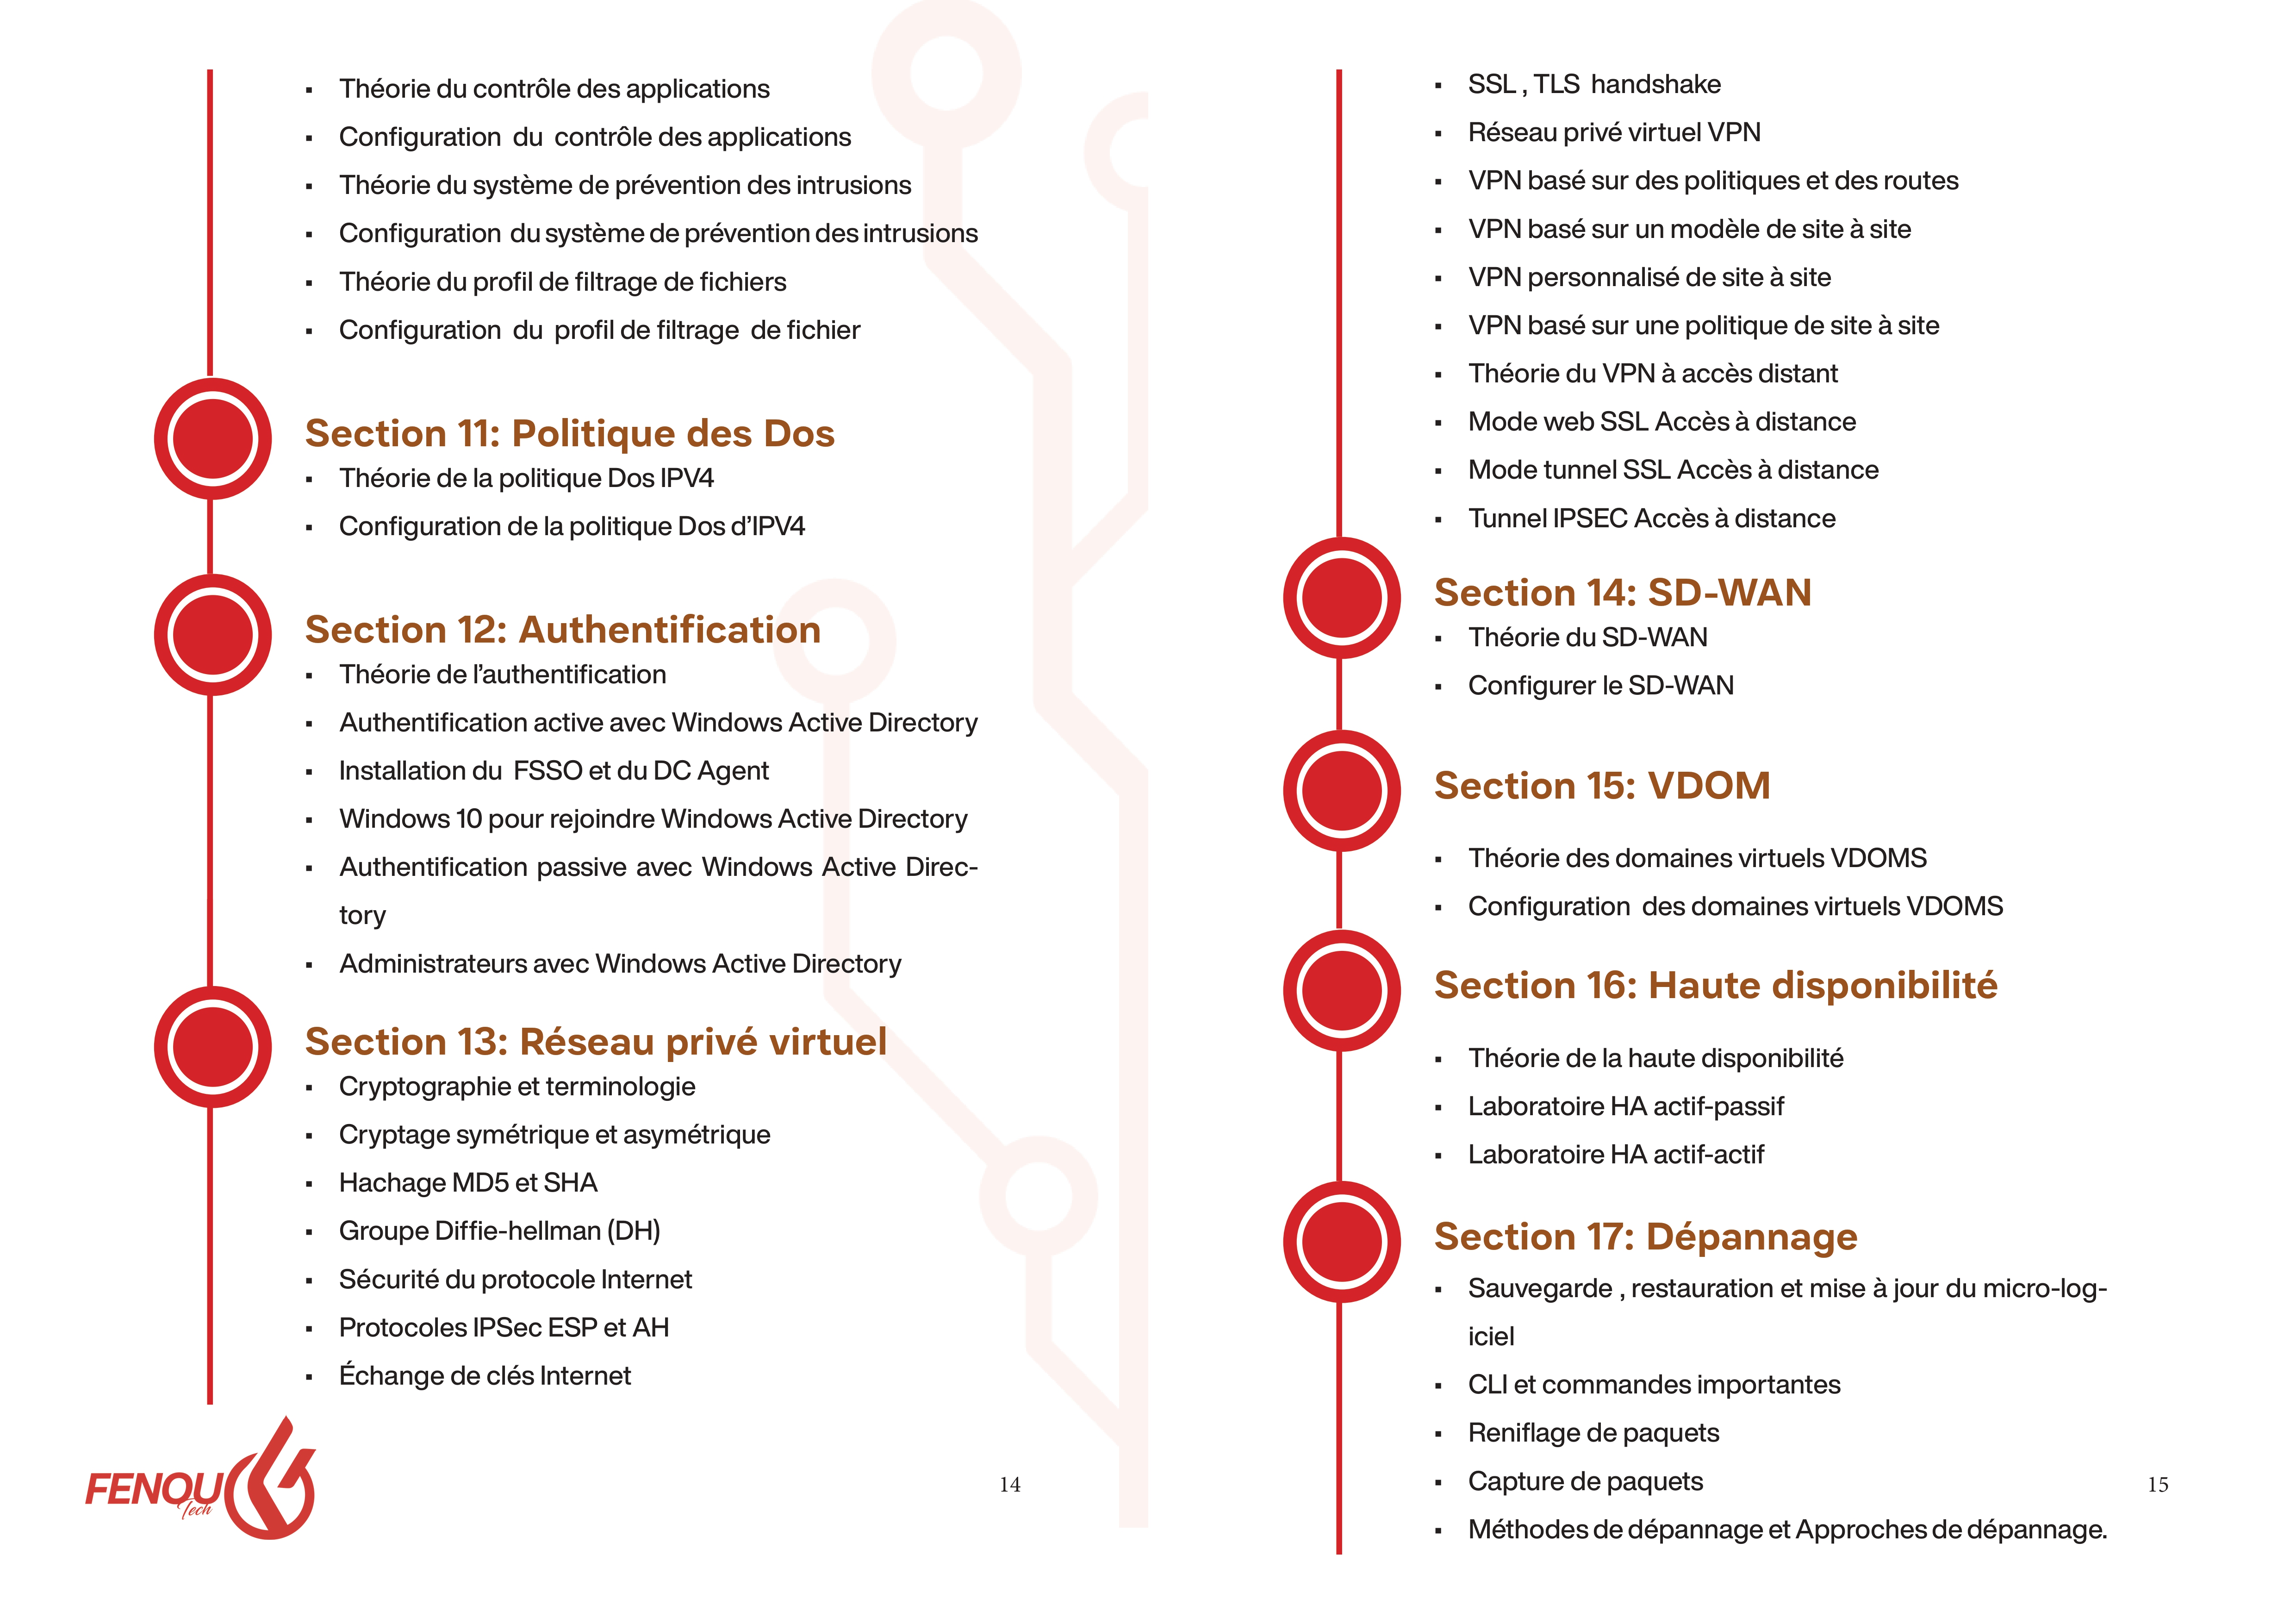 ▪ Théorie du contrôle des applications
▪ Configuration du contrôle des applications
▪ Théorie du système de prévention des intrusions
▪ Configuration du système de prévention des intrusions
▪ Théorie du profil de filtrage de fichiers
▪ Configuration du profil de filtrage de fichier
Section 11: Politique des Dos
▪ Théorie de la politique Dos IPV4
▪ Configuration de la politique Dos d’IPV4
Section 12: Authentification
▪ Théorie de l’authentification
▪ Authentification active avec Windows Active Directory
▪ Installation du FSSO et du DC Agent
▪ Windows 10 pour rejoindre Windows Active Directory
▪ Authentification passive avec Windows Active Direc-
tory
▪ Administrateurs avec Windows Active Directory
Section 13: Réseau privé virtuel
▪ Cryptographie et terminologie
▪ Cryptage symétrique et asymétrique
▪ Hachage MD5 et SHA
▪ Groupe Diffie-hellman (DH)
▪ Sécurité du protocole Internet
▪ Protocoles IPSec ESP et AH
▪ Échange de clés Internet
FENOU
Tech
14
▪ SSL , TLS handshake
▪ Réseau privé virtuel VPN
▪ VPN basé sur des politiques et des routes
▪ VPN basé sur un modèle de site à site
▪ VPN personnalisé de site à site
▪ VPN basé sur une politique de site à site
▪ Théorie du VPN à accès distant
▪ Mode web SSL Accès à distance
▪ Mode tunnel SSL Accès à distance
▪ Tunnel IPSEC Accès à distance
Section 14: SD-WAN
▪ Théorie du SD-WAN
▪ Configurer le SD-WAN
Section 15: VDOM
▪ Théorie des domaines virtuels VDOMS
▪ Configuration des domaines virtuels VDOMS
Section 16: Haute disponibilité
▪ Théorie de la haute disponibilité
▪ Laboratoire HA actif-passif
▪ Laboratoire HA actif-actif
Section 17: Dépannage
▪ Sauvegarde , restauration et mise à jour du micro-log-
iciel
▪ CLI et commandes importantes
▪ Reniflage de paquets
▪ Capture de paquets
▪ Méthodes de dépannage et Approches de dépannage.
15